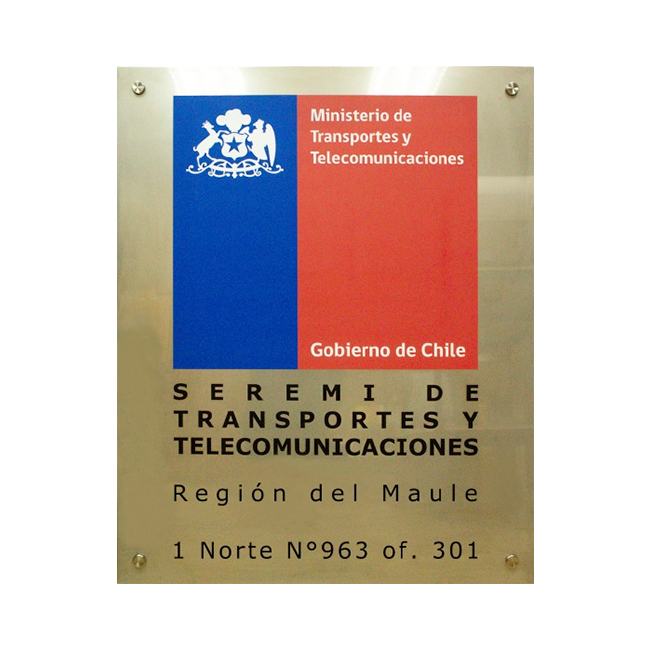 Ministerio de
Transportes y
Telecomunicaciones
Gobierno de Chile
SEREMI DE
TRANSPORTES Y
TELECOMUNICACIONES
Región del Maule
1 Norte N°963 of. 301